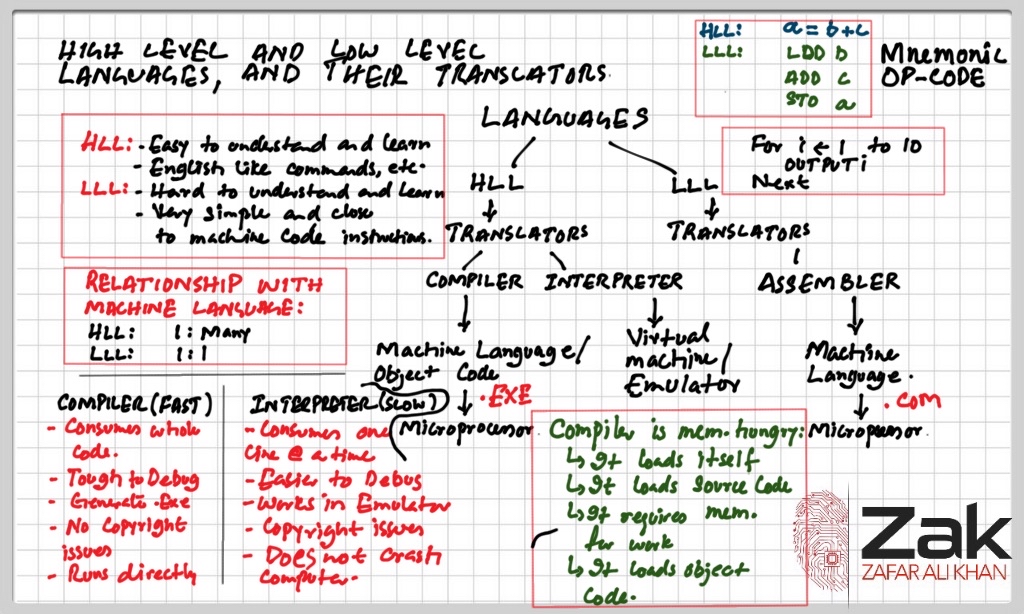 HIGH LEVEL AND LOW LEVEL
LANGUAGES, AND THEIR TRANSLATORS.
HLL: a = b + c
LLL: LDD b
ADD c
STO a
Mnemonic
OP-CODE
HLL: - Easy to understand and learn
- English like commands, etc.
LLL: - Hard to understand and learn
- Very simple and close
to machine code instructions.
LANGUAGES
HLL
TRANSLATORS
COMPILER INTERPRETER
LLL
TRANSLATORS
ASSEMBLER
For i ← 1 to 10
OUTPUT i
Next
RELATIONSHIP WITH
MACHINE LANGUAGE:
HLL: 1 : Many
LLL: 1 : 1
Machine Language/
Object Code
.EXE
Microprocessor
Virtual
machine/
Emulator
Machine
Language.
.COM
COMPILER (FAST)
- Consumes whole
code.
- Tough to Debug
- Generate .Exe
- No Copyright
issues
- Runs directly
INTERPRETER (SLOW)
- Consumes one
line @ a time
- Easier to Debug
- Works in Emulator
- Copyright issues
- Does not crash
computer.
Compiler is mem. hungry:
↳ It loads itself
↳ It loads Source Code
↳ It requires mem.
for work
↳ It loads object
Code.
Zak
ZAFAR ALI KHAN